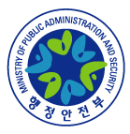 MINISTRY OF PUBLIC ADMINISTRATION AND SECURITY
행정안전부